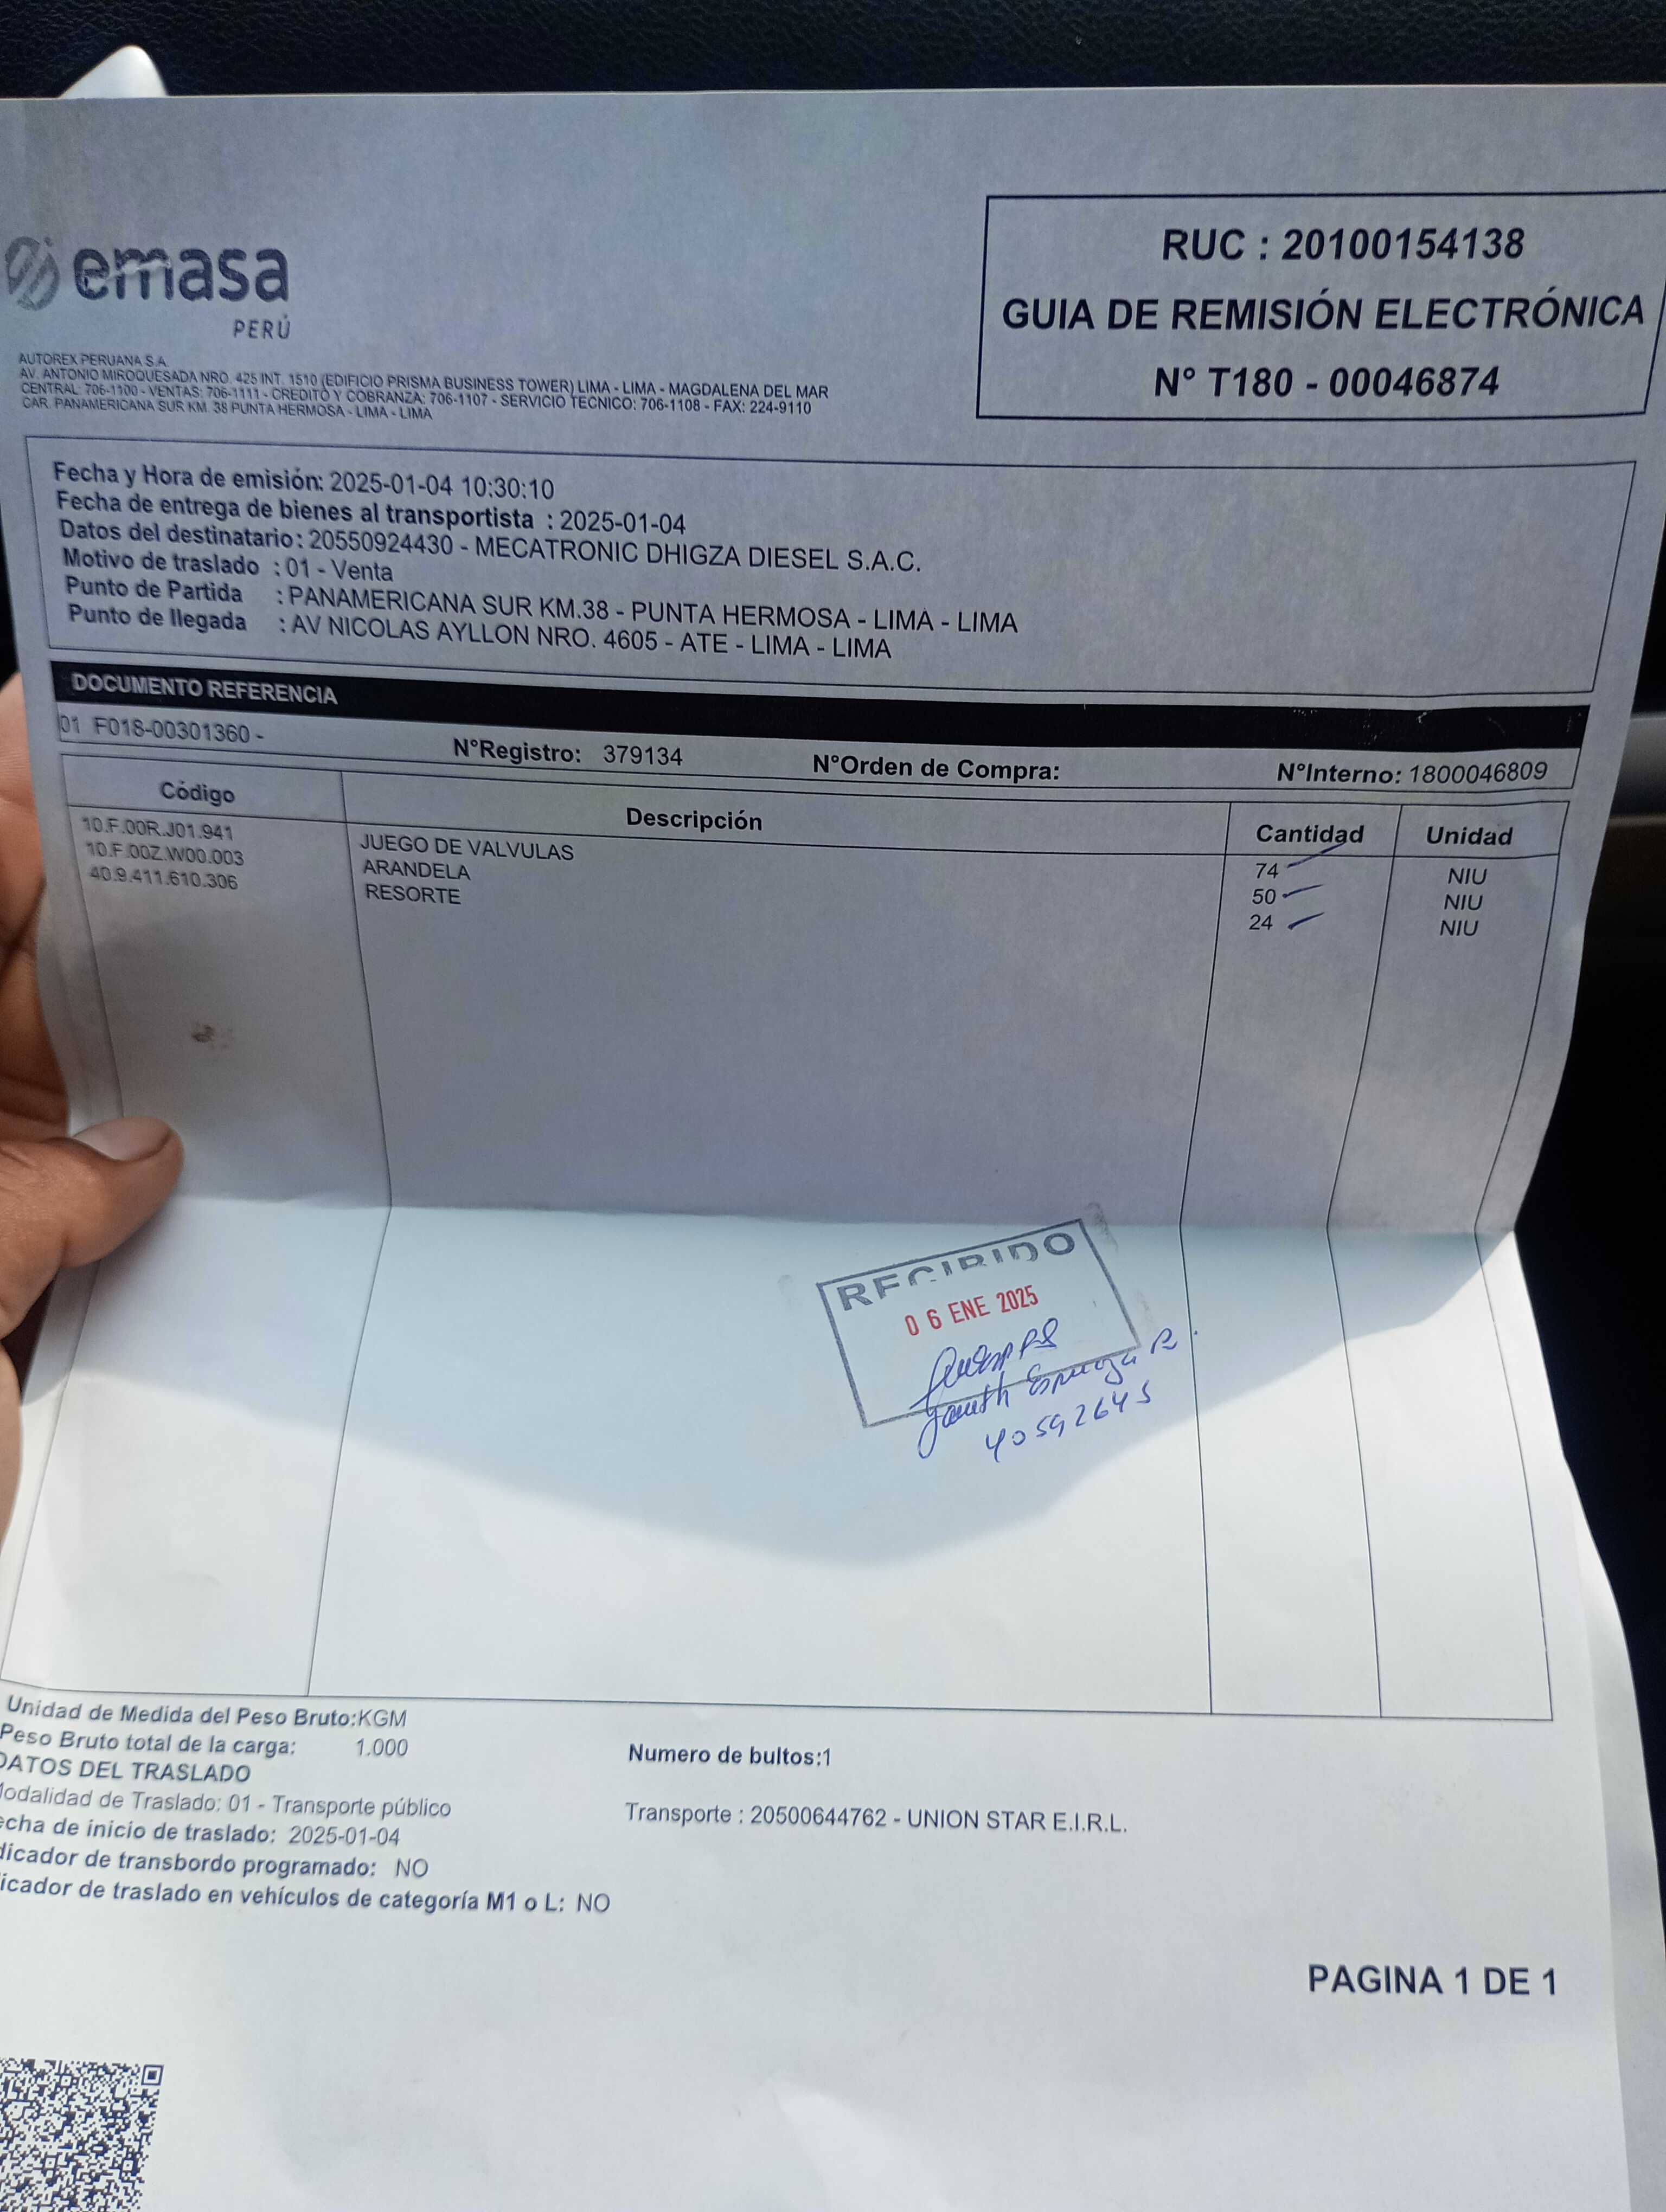 emasa
PERÚ
RUC : 20100154138
GUIA DE REMISIÓN ELECTRÓNICA
N° T180 - 00046874
AUTOREX PERUANA S.A.
AV. ANTONIO MIROQUESADA NRO. 425 INT. 1510 (EDIFICIO PRISMA BUSINESS TOWER) LIMA - LIMA - MAGDALENA DEL MAR
CENTRAL: 706-1100 - VENTAS: 706-1111 - CREDITO Y COBRANZA: 706-1107 - SERVICIO TECNICO: 706-1108 - FAX: 224-9110
CAR. PANAMERICANA SUR KM. 38 PUNTA HERMOSA - LIMA - LIMA
Fecha y Hora de emisión: 2025-01-04 10:30:10
Fecha de entrega de bienes al transportista : 2025-01-04
Datos del destinatario: 20550924430 - MECATRONIC DHIGZA DIESEL S.A.C.
Motivo de traslado : 01 - Venta
Punto de Partida : PANAMERICANA SUR KM.38 - PUNTA HERMOSA - LIMA - LIMA
Punto de llegada : AV NICOLAS AYLLON NRO. 4605 - ATE - LIMA - LIMA
DOCUMENTO REFERENCIA
01 F018-00301360 - N°Registro: 379134 N°Orden de Compra: N°Interno: 1800046809
Código Descripción Cantidad Unidad
10.F.00R.J01.941 JUEGO DE VALVULAS 74 NIU
10.F.00Z.W00.003 ARANDELA 50 NIU
40.9.411.610.306 RESORTE 24 NIU
RECIBIDO
06 ENE 2025
40592645
Unidad de Medida del Peso Bruto:KGM
Peso Bruto total de la carga: 1.000 Numero de bultos:1
DATOS DEL TRASLADO
Modalidad de Traslado: 01 - Transporte público Transporte : 20500644762 - UNION STAR E.I.R.L.
echa de inicio de traslado: 2025-01-04
dicador de transbordo programado: NO
icador de traslado en vehículos de categoría M1 o L: NO
PAGINA 1 DE 1